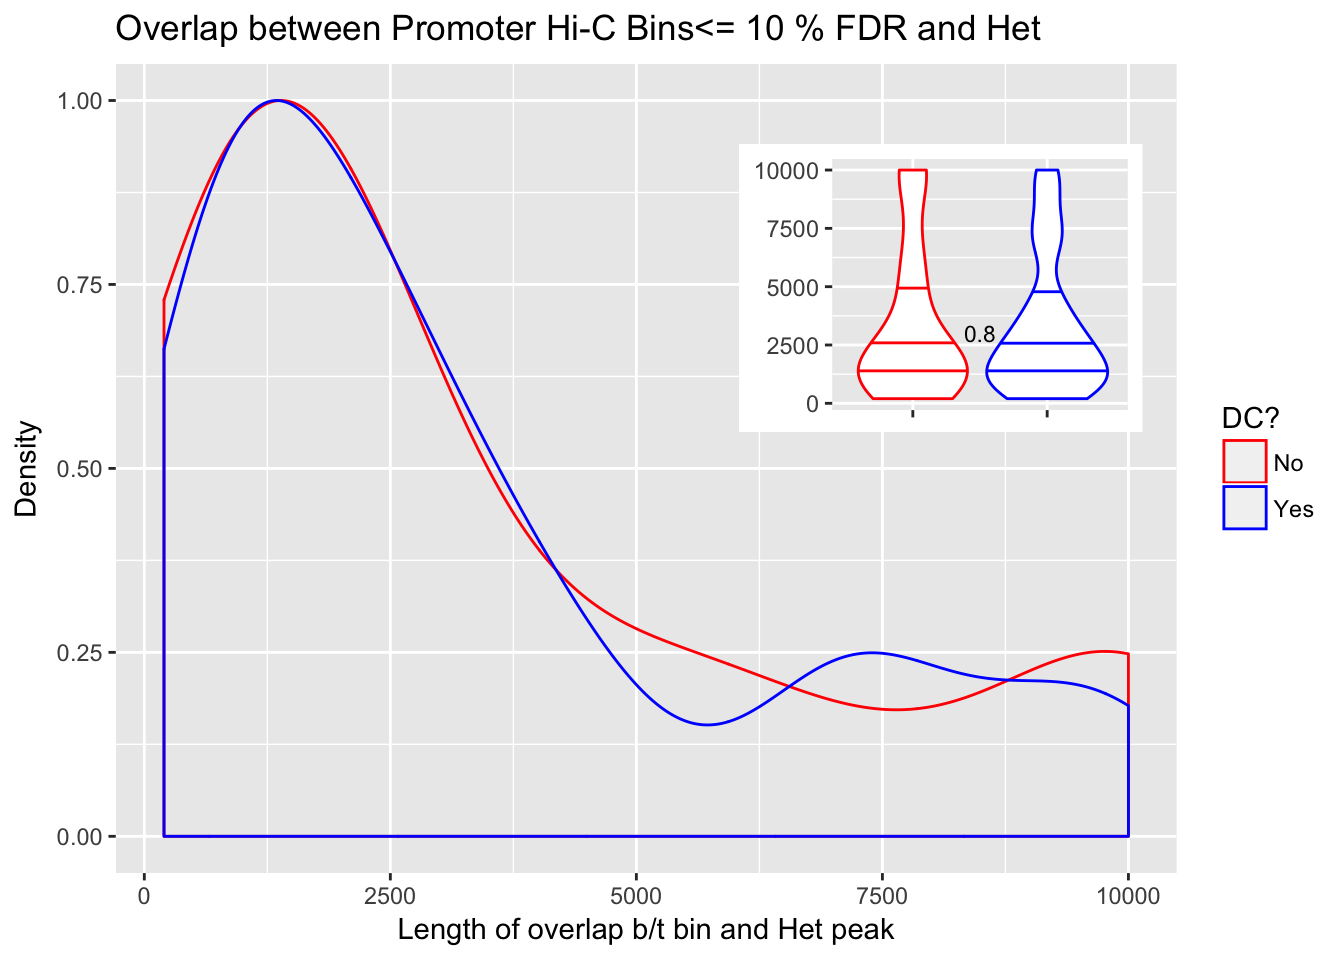 Overlap between Promoter Hi-C Bins<= 10 % FDR and Het
1.00
0.75
0.50
0.25
0.00
Density
0
2500
5000
7500
10000
Length of overlap b/t bin and Het peak
10000
7500
5000
2500
0
0.8
DC?
No
Yes